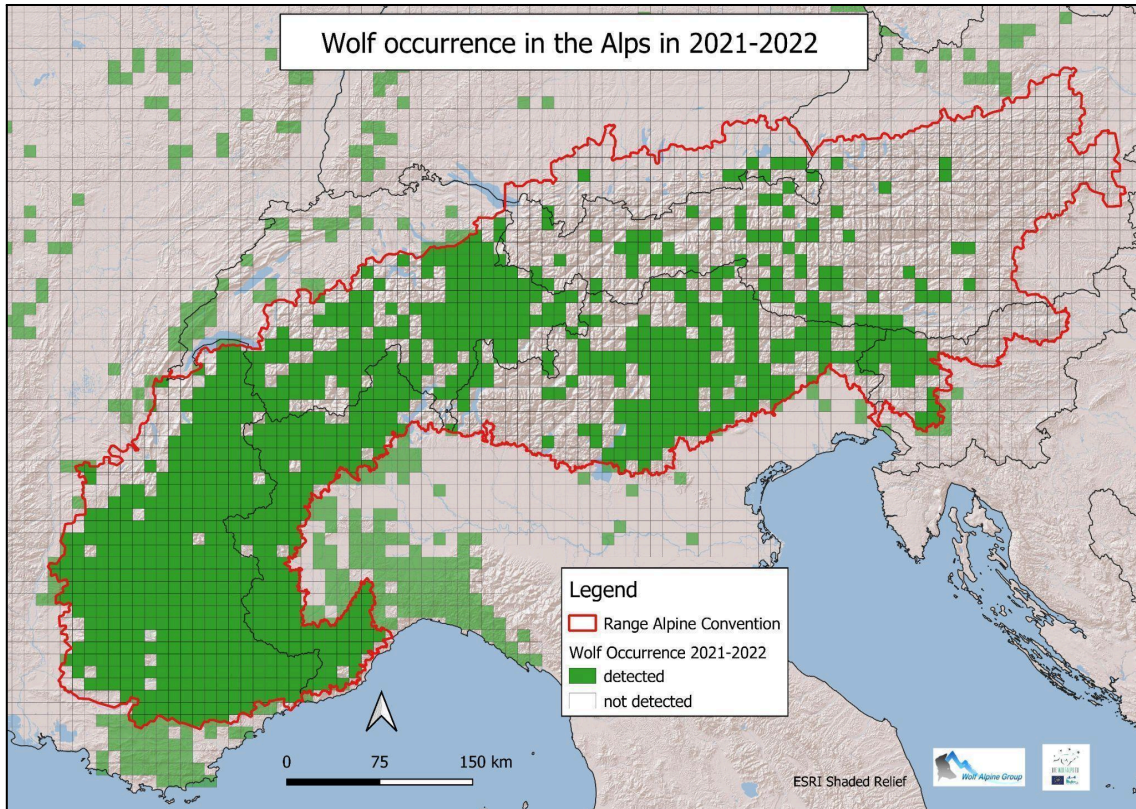 Wolf occurrence in the Alps in 2021-2022
Legend
Range Alpine Convention
Wolf Occurrence 2021-2022
detected
not detected
0 75 150 km
ESRI Shaded Relief
Wolf Alpine Group